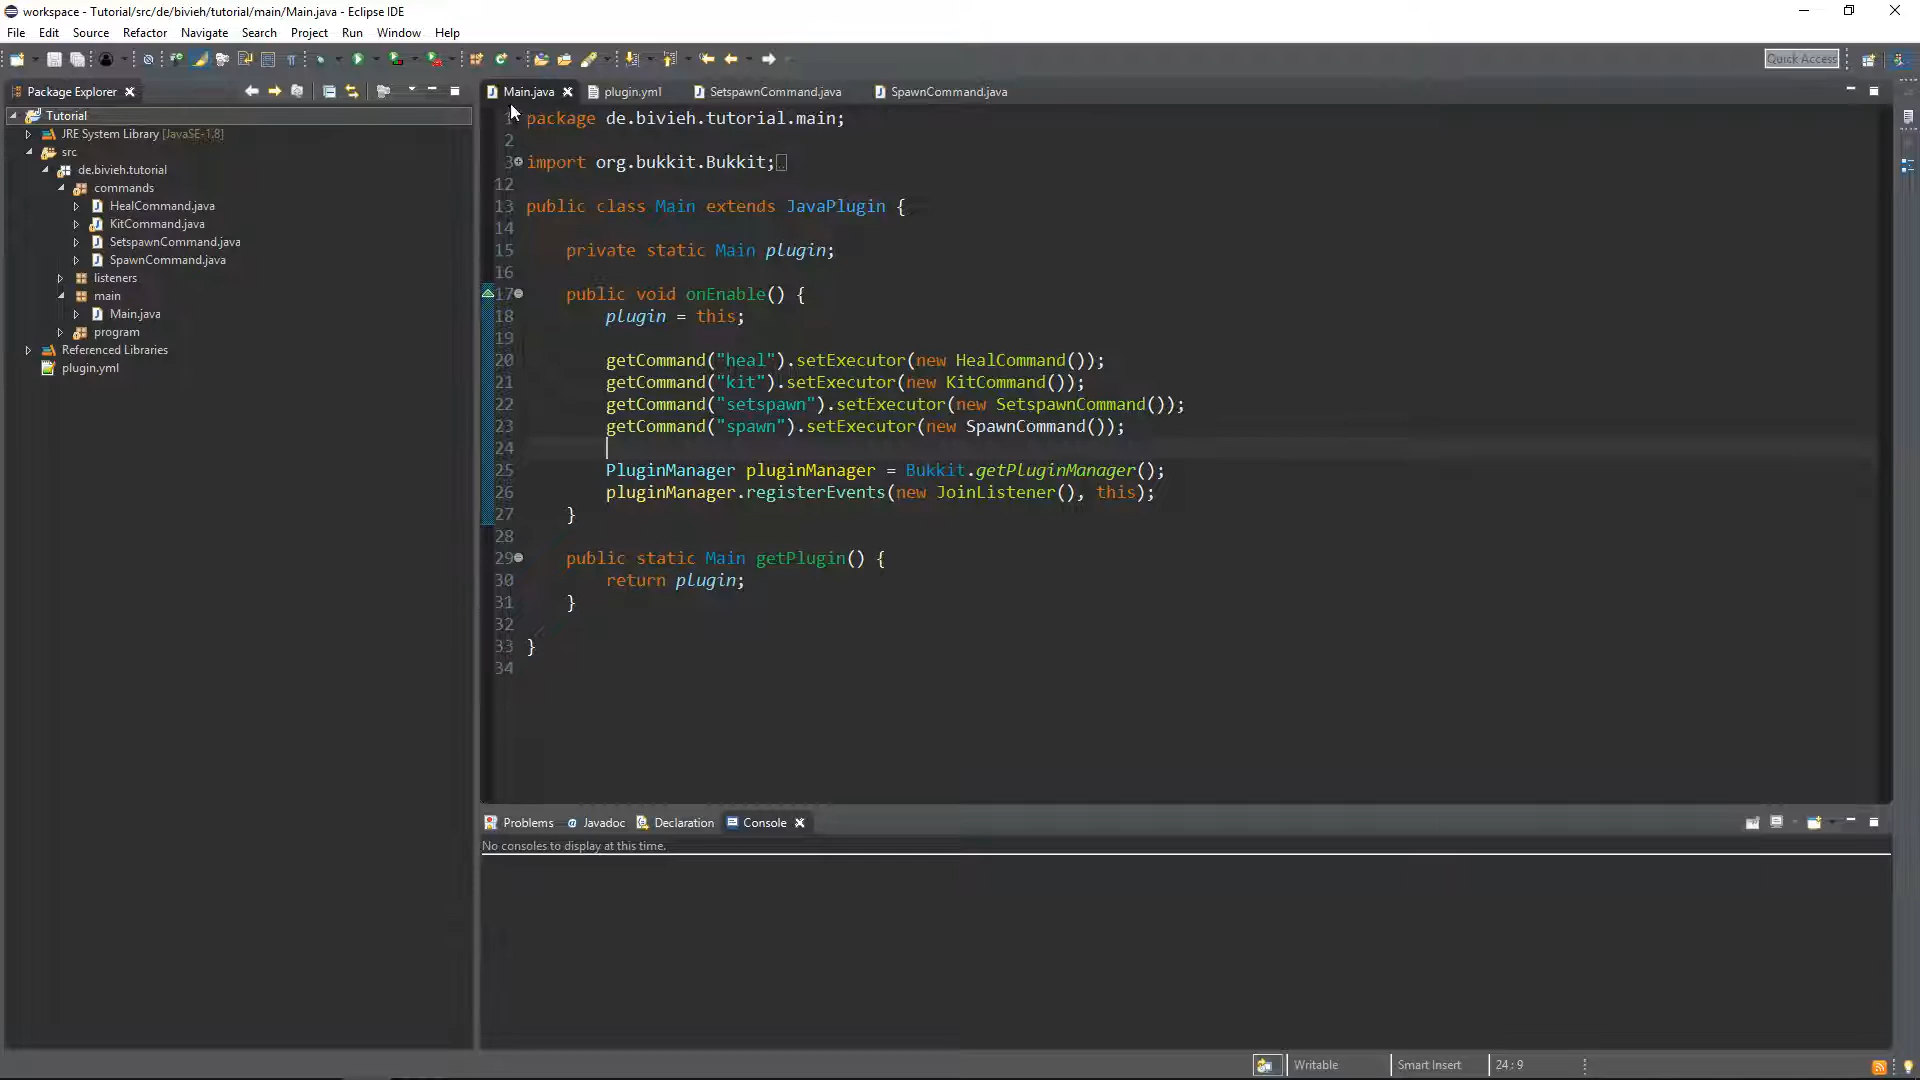 workspace - Tutorial/src/de/bivieh/tutorial/main/Main.java - Eclipse IDE
File Edit Source Refactor Navigate Search Project Run Window Help
Quick Access
Package Explorer
Main.java plugin.yml SetspawnCommand.java SpawnCommand.java
Tutorial
JRE System Library [JavaSE-1.8]
src
de.bivieh.tutorial
commands
HealCommand.java
KitCommand.java
SetspawnCommand.java
SpawnCommand.java
listeners
main
Main.java
program
Referenced Libraries
plugin.yml
1 package de.bivieh.tutorial.main;
2
3 import org.bukkit.Bukkit;
12
13 public class Main extends JavaPlugin {
14
15 private static Main plugin;
16
17 public void onEnable() {
18 plugin = this;
19
20 getCommand("heal").setExecutor(new HealCommand());
21 getCommand("kit").setExecutor(new KitCommand());
22 getCommand("setspawn").setExecutor(new SetspawnCommand());
23 getCommand("spawn").setExecutor(new SpawnCommand());
24
25 PluginManager pluginManager = Bukkit.getPluginManager();
26 pluginManager.registerEvents(new JoinListener(), this);
27 }
28
29 public static Main getPlugin() {
30 return plugin;
31 }
32
33 }
34
Problems Javadoc Declaration Console
No consoles to display at this time.
Writable Smart Insert 24 : 9